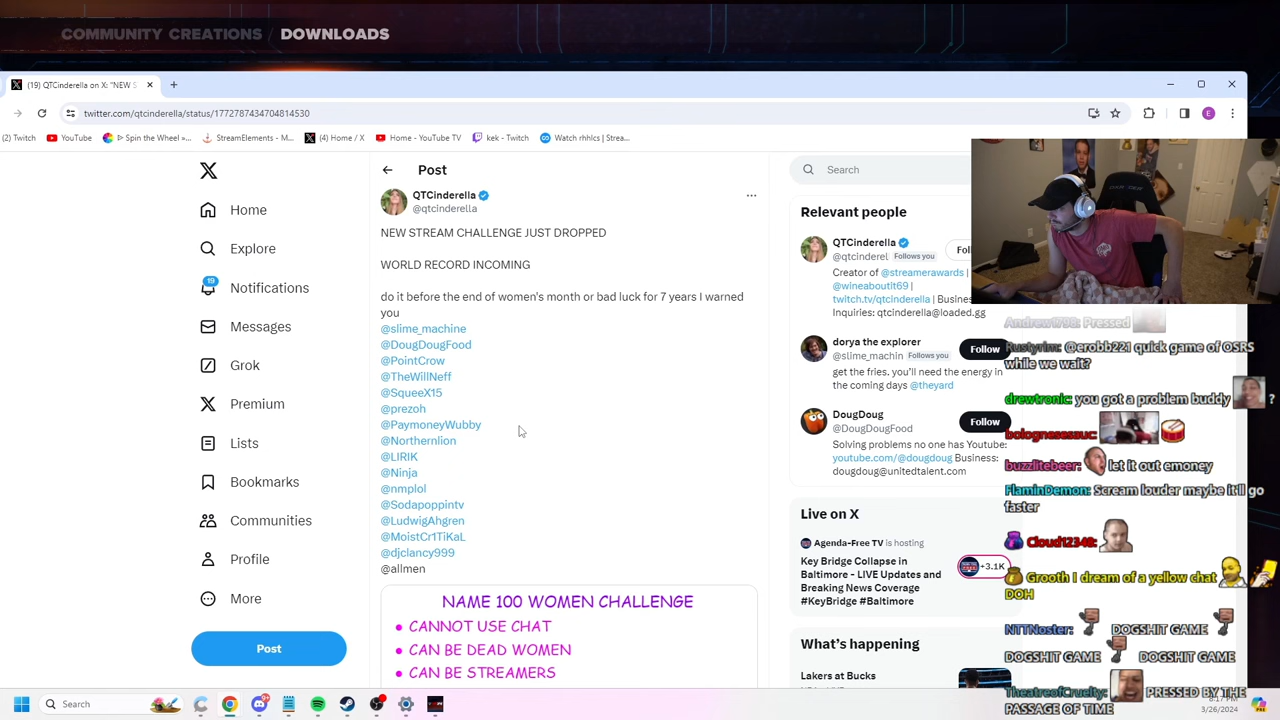 COMMUNITY CREATIONS / DOWNLOADS
(19) QTCinderella on X: "NEW S
twitter.com/qtcinderella/status/1772787434704814530
(2) Twitch
YouTube
Spin the Wheel »...
StreamElements - M...
(4) Home / X
Home - YouTube TV
kek - Twitch
Watch rhhlcs | Strea...
Home
Explore
19
Notifications
Messages
Grok
Premium
Lists
Bookmarks
Communities
Profile
More
Post
Post
QTCinderella
@qtcinderella
NEW STREAM CHALLENGE JUST DROPPED
WORLD RECORD INCOMING
do it before the end of women's month or bad luck for 7 years I warned
you
@slime_machine
@DougDougFood
@PointCrow
@TheWillNeff
@SqueeX15
@prezoh
@PaymoneyWubby
@Northernlion
@LIRIK
@Ninja
@nmplol
@Sodapoppintv
@LudwigAhgren
@MoistCr1TiKaL
@djclancy999
@allmen
NAME 100 WOMEN CHALLENGE
• CANNOT USE CHAT
• CAN BE DEAD WOMEN
• CAN BE STREAMERS
Search
Relevant people
QTCinderella
@qtcinderel Follows you
Fol
Creator of @streamerawards |
@wineaboutit69 |
twitch.tv/qtcinderella | Busines
Inquiries: qtcinderella@loaded.gg
dorya the explorer
@slime_machin Follows you
Follow
get the fries. you'll need the energy in
the coming days @theyard
DougDoug
@DougDougFood
Follow
Solving problems no one has Youtube:
youtube.com/@dougdoug Business:
dougdoug@unitedtalent.com
Live on X
Agenda-Free TV is hosting
Key Bridge Collapse in
Baltimore - LIVE Updates and
Breaking News Coverage
#KeyBridge #Baltimore
+3.1K
What's happening
Lakers at Bucks
Andrew1798: Pressed
Rustyrim: @erobb221 quick game of OSRS
while we wait?
drewtronic: you got a problem buddy ?
bolognesesauc:
buzzlitebeer: let it out emoney
FlaminDemon: Scream louder maybe it'll go
faster
Cloud12348:
Grooth I dream of a yellow chat
DOH
NTTNoster: DOGSHIT GAME
DOGSHIT GAME DOGSHIT GAME
TheatreofCruelty: PRESSED BY THE
PASSAGE OF TIME
Search
3/26/2024